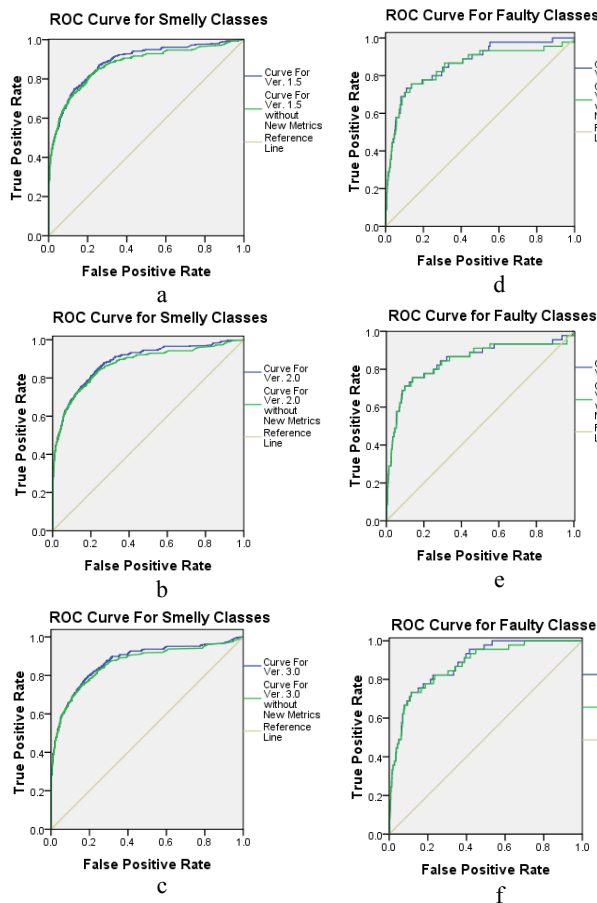 ROC Curve for Smelly Classes
True Positive Rate
1.0
0.8
0.6
0.4
0.2
0.0
0.0 0.2 0.4 0.6 0.8 1.0
False Positive Rate
Curve For
Ver. 1.5
Curve For
Ver. 1.5
without
New Metrics
Reference
Line
a
ROC Curve For Faulty Classes
True Positive Rate
1.0
0.8
0.6
0.4
0.2
0.0
0.0 0.2 0.4 0.6 0.8 1.0
False Positive Rate
d
ROC Curve for Smelly Classes
True Positive Rate
1.0
0.8
0.6
0.4
0.2
0.0
0.0 0.2 0.4 0.6 0.8 1.0
False Positive Rate
Curve For
Ver. 2.0
Curve For
Ver. 2.0
without
New Metrics
Reference
Line
b
ROC Curve for Faulty Classes
True Positive Rate
1.0
0.8
0.6
0.4
0.2
0.0
0.0 0.2 0.4 0.6 0.8 1.0
False Positive Rate
e
ROC Curve For Smelly Classes
True Positive Rate
1.0
0.8
0.6
0.4
0.2
0.0
0.0 0.2 0.4 0.6 0.8 1.0
False Positive Rate
Curve For
Ver. 3.0
Curve For
Ver. 3.0
without
New Metrics
Reference
Line
c
ROC Curve for Faulty Classe
True Positive Rate
1.0
0.8
0.6
0.4
0.2
0.0
0.0 0.2 0.4 0.6 0.8 1.0
False Positive Rate
f